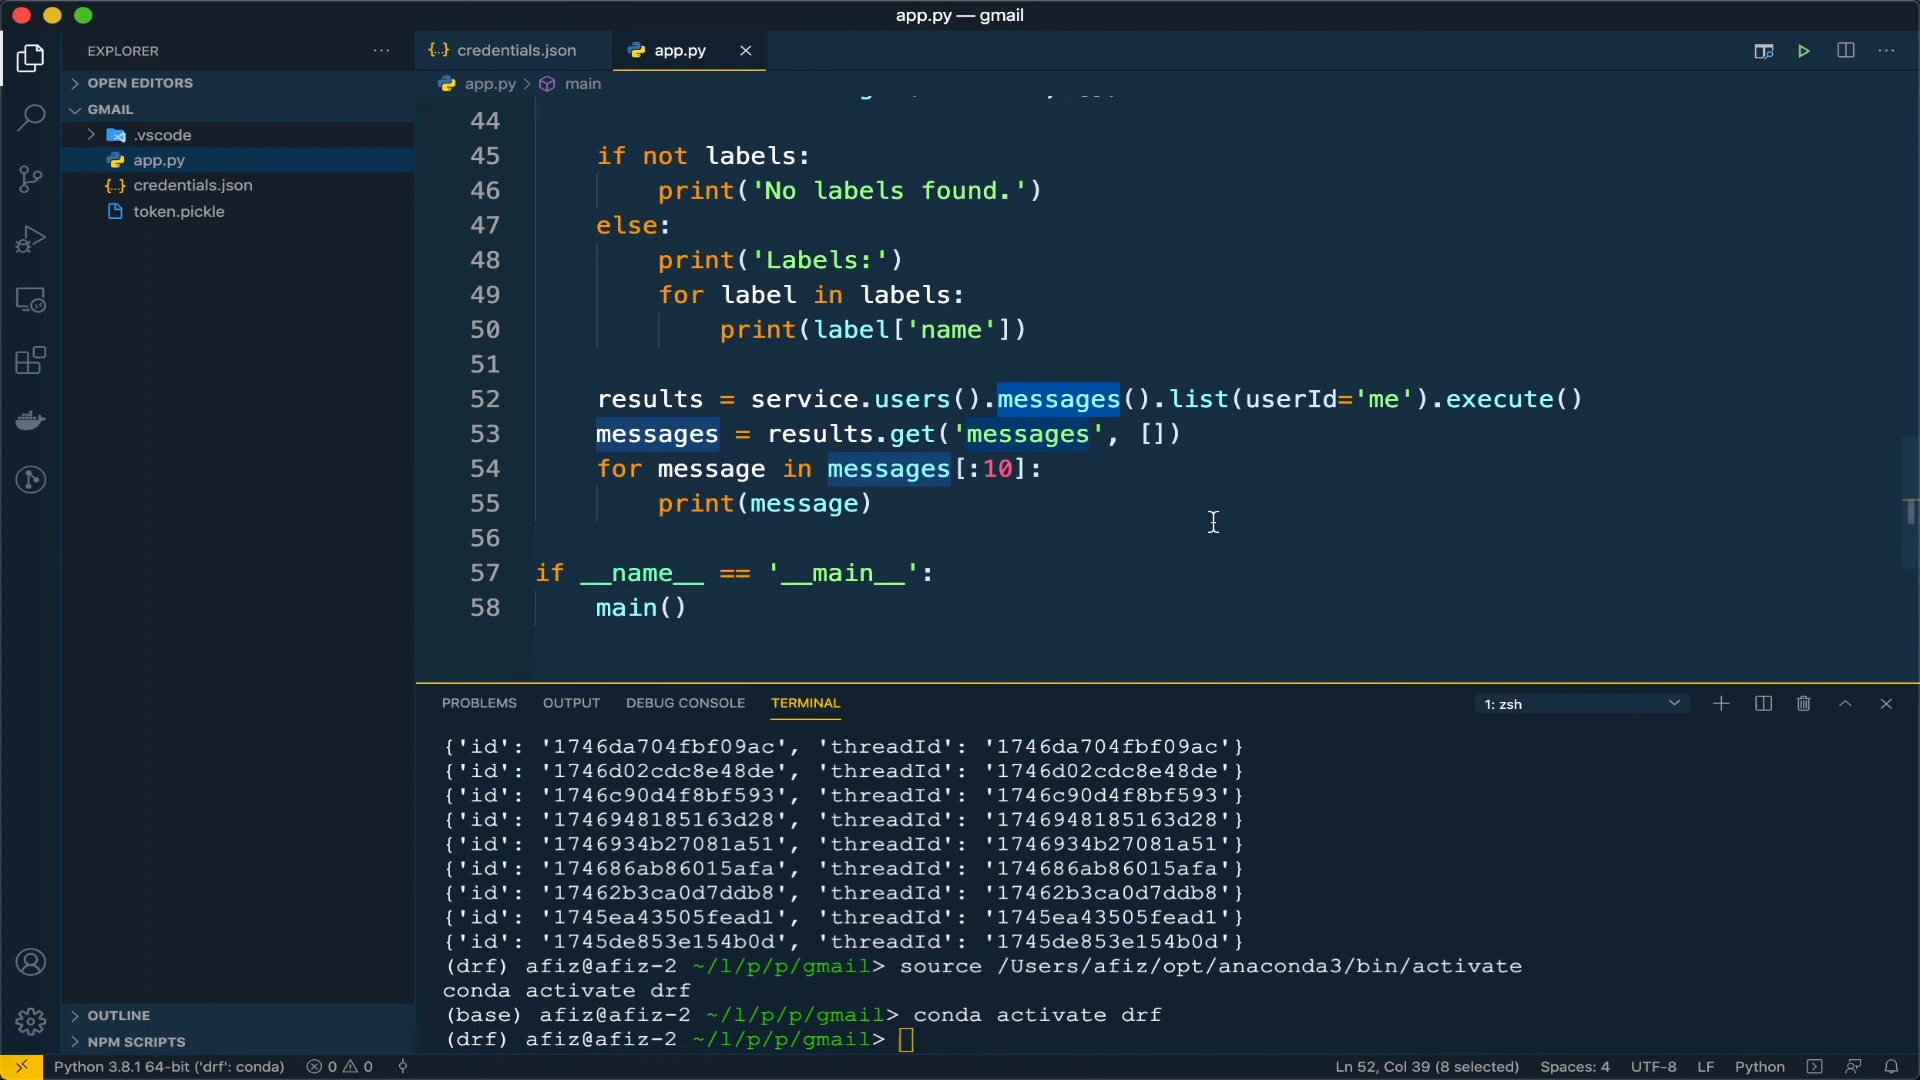 app.py — gmail
EXPLORER
OPEN EDITORS
GMAIL
.vscode
app.py
credentials.json
token.pickle
OUTLINE
NPM SCRIPTS
credentials.json
app.py
app.py > main
44
45 if not labels:
46 print('No labels found.')
47 else:
48 print('Labels:')
49 for label in labels:
50 print(label['name'])
51
52 results = service.users().messages().list(userId='me').execute()
53 messages = results.get('messages', [])
54 for message in messages[:10]:
55 print(message)
56
57 if __name__ == '__main__':
58 main()
PROBLEMS OUTPUT DEBUG CONSOLE TERMINAL 1: zsh
{'id': '1746da704fbf09ac', 'threadId': '1746da704fbf09ac'}
{'id': '1746d02cdc8e48de', 'threadId': '1746d02cdc8e48de'}
{'id': '1746c90d4f8bf593', 'threadId': '1746c90d4f8bf593'}
{'id': '1746948185163d28', 'threadId': '1746948185163d28'}
{'id': '1746934b27081a51', 'threadId': '1746934b27081a51'}
{'id': '174686ab86015afa', 'threadId': '174686ab86015afa'}
{'id': '17462b3ca0d7ddb8', 'threadId': '17462b3ca0d7ddb8'}
{'id': '1745ea43505fead1', 'threadId': '1745ea43505fead1'}
{'id': '1745de853e154b0d', 'threadId': '1745de853e154b0d'}
(drf) afiz@afiz-2 ~/l/p/p/gmail> source /Users/afiz/opt/anaconda3/bin/activate
conda activate drf
(base) afiz@afiz-2 ~/l/p/p/gmail> conda activate drf
(drf) afiz@afiz-2 ~/l/p/p/gmail>
Python 3.8.1 64-bit ('drf': conda) 0 0 Ln 52, Col 39 (8 selected) Spaces: 4 UTF-8 LF Python